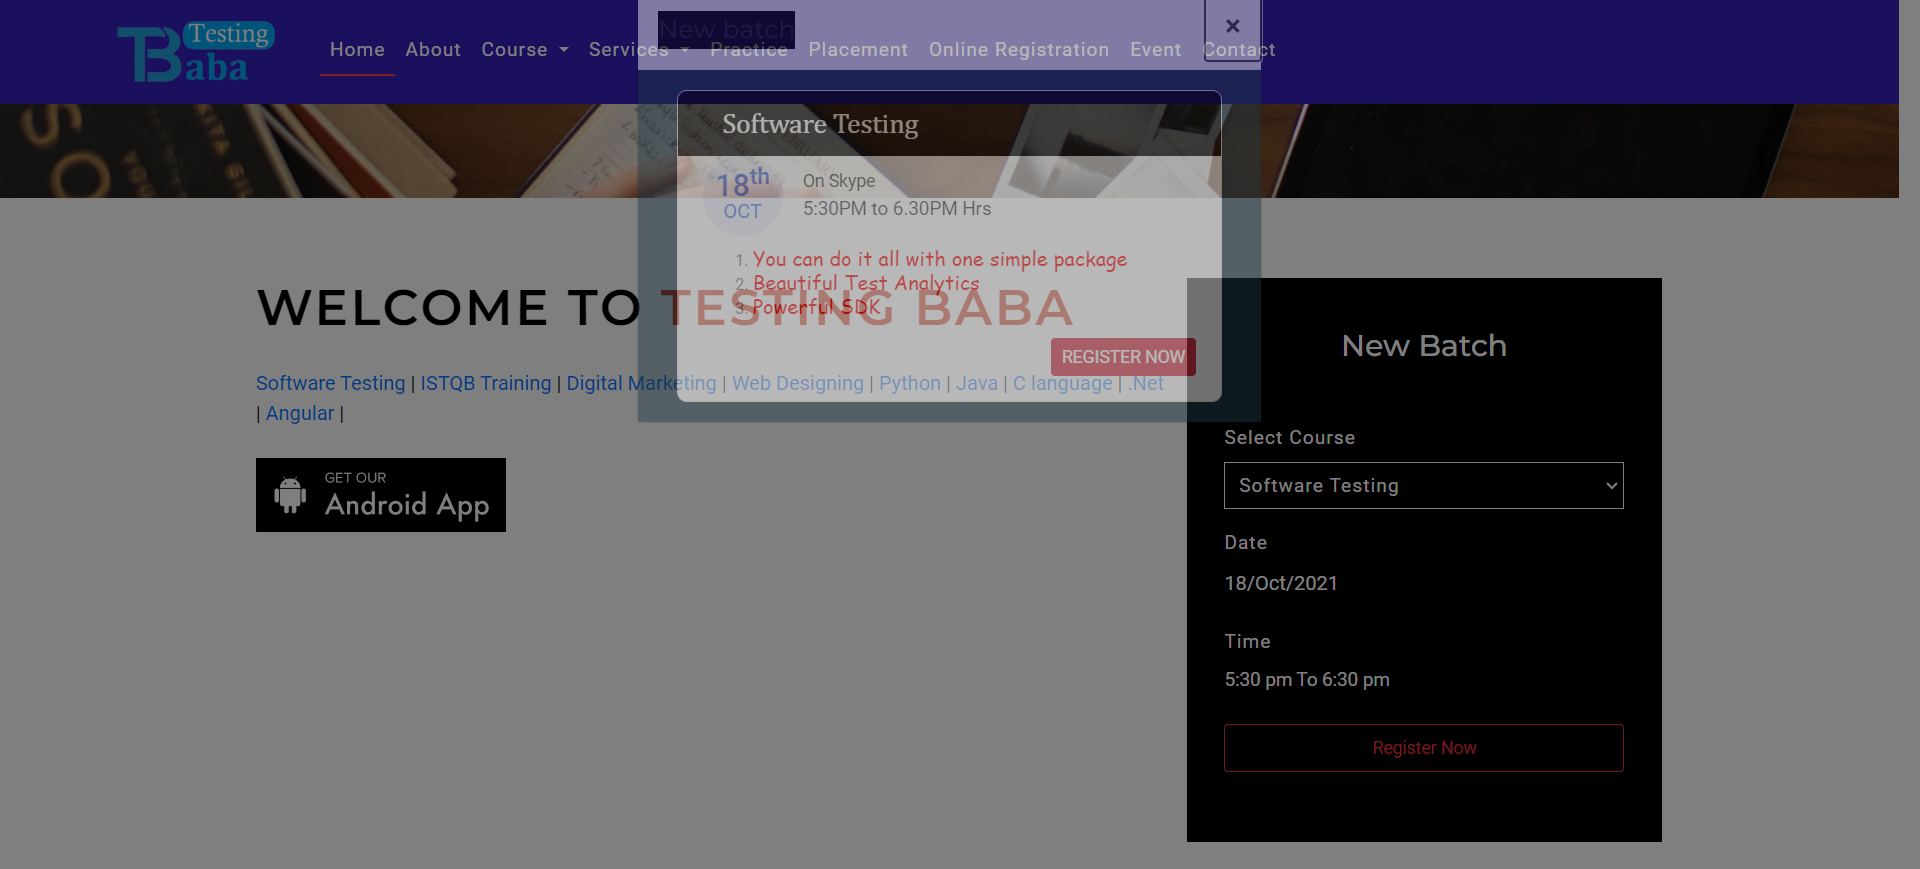 Testing
Baba
Home About Course Services Practice Placement Online Registration Event Contact
New batch
×
Software Testing
18th
OCT
On Skype
5:30PM to 6.30PM Hrs
1. You can do it all with one simple package
2. Beautiful Test Analytics
3. Powerful SDK
REGISTER NOW
WELCOME TO TESTING BABA
Software Testing | ISTQB Training | Digital Marketing | Web Designing | Python | Java | C language | .Net
| Angular |
GET OUR
Android App
New Batch
Select Course
Software Testing
Date
18/Oct/2021
Time
5:30 pm To 6:30 pm
Register Now